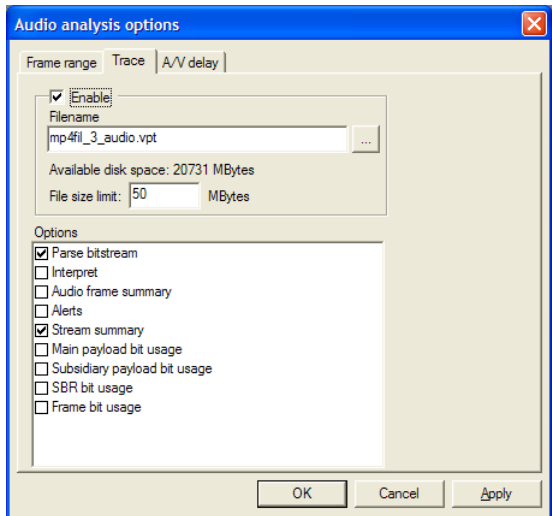 Audio analysis options
Frame range Trace A/V delay
Enable
Filename
mp4fil_3_audio.vpt ...
Available disk space: 20731 MBytes
File size limit: 50 MBytes
Options
Parse bitstream
Interpret
Audio frame summary
Alerts
Stream summary
Main payload bit usage
Subsidiary payload bit usage
SBR bit usage
Frame bit usage
OK Cancel Apply